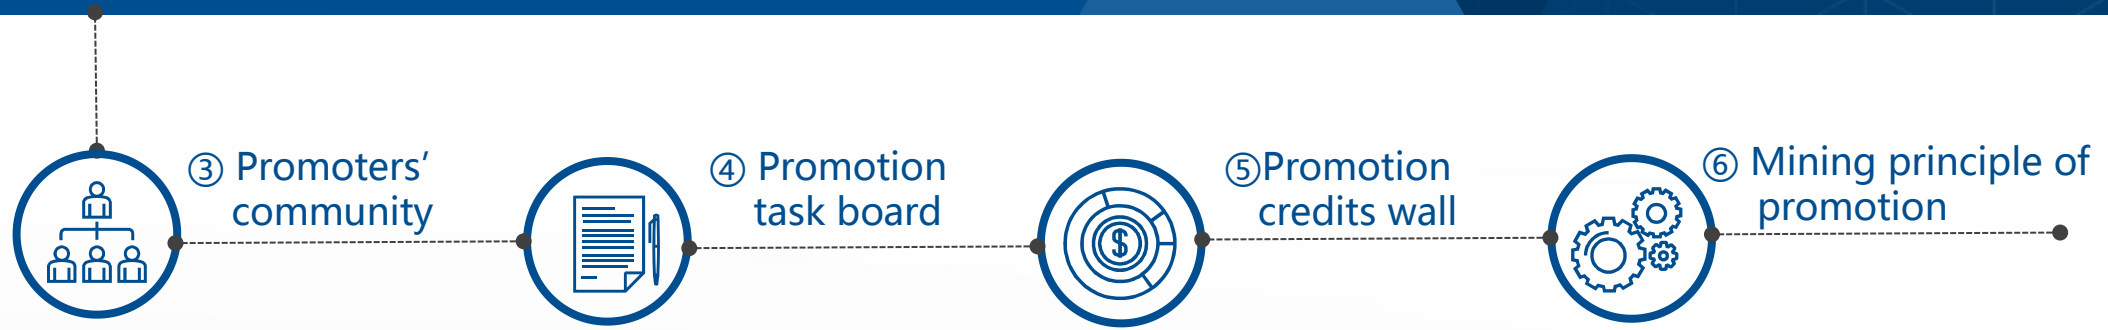 ③ Promoters’
community
④ Promotion
task board
⑤Promotion
credits wall
⑥ Mining principle of
promotion